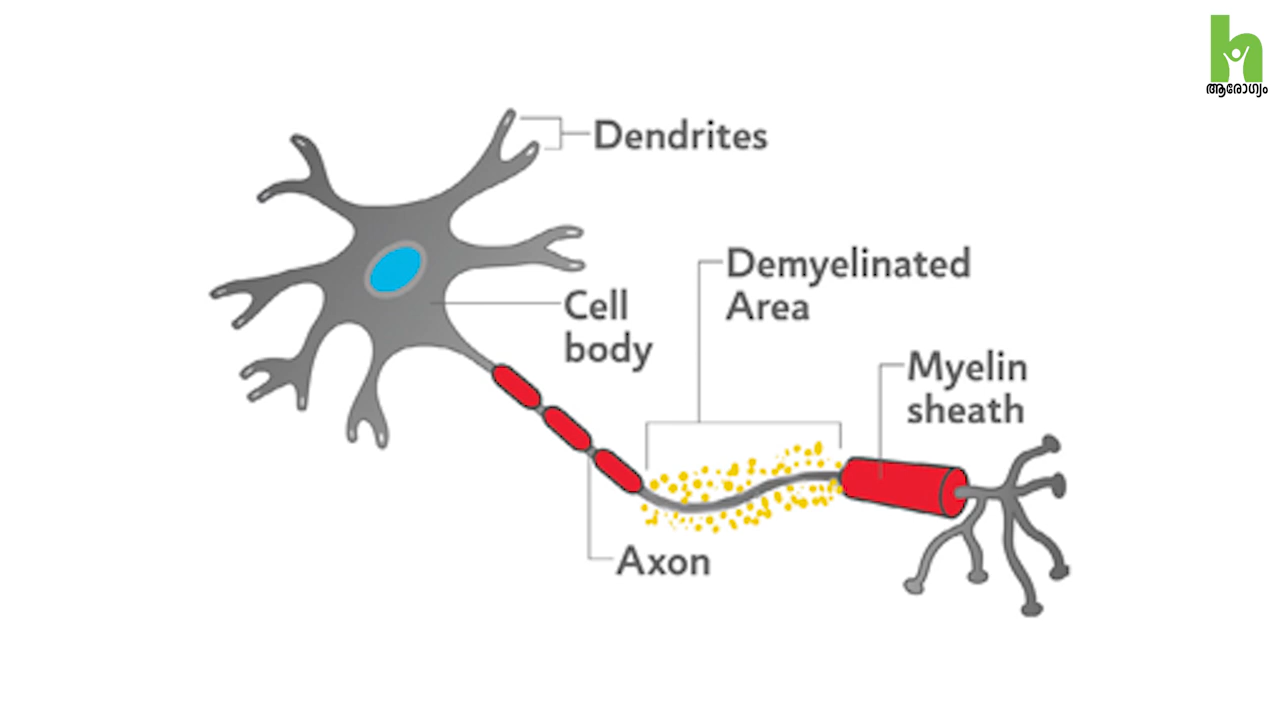 ആരോഗ്യം
Dendrites
Demyelinated
Area
Cell
body
Myelin
sheath
Axon